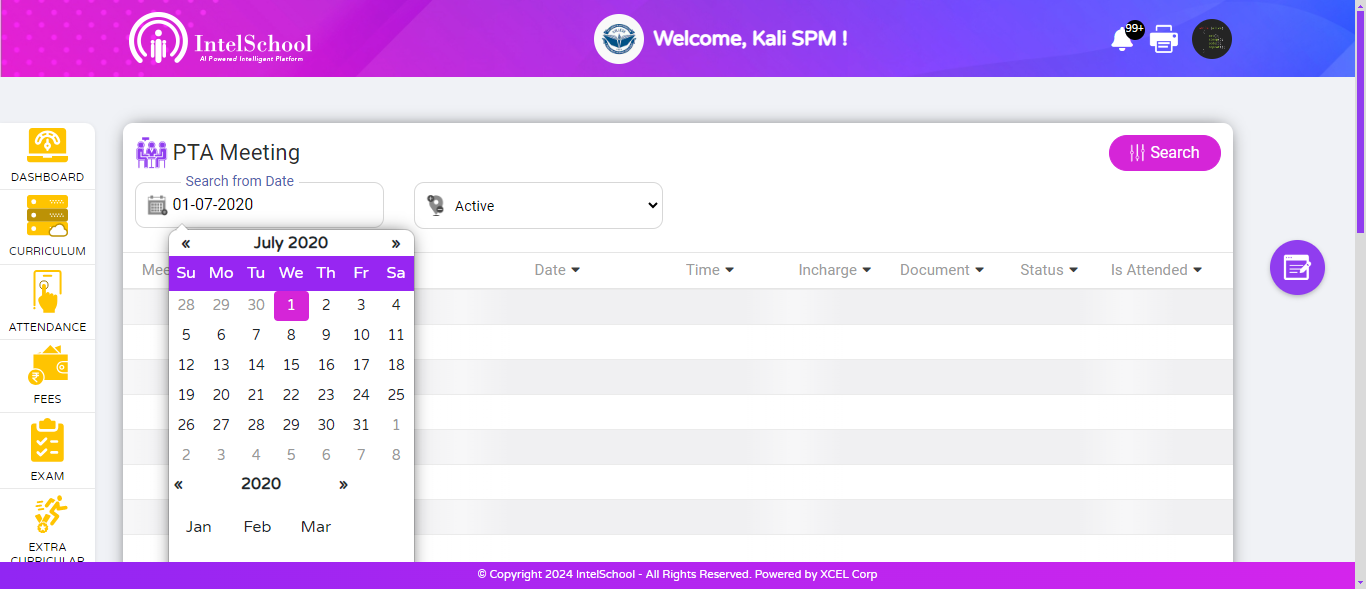 IntelSchool
AI Powered Intelligent Platform
Welcome, Kali SPM !
99+
DASHBOARD
CURRICULUM
ATTENDANCE
FEES
EXAM
EXTRA
CURRICULAR
PTA Meeting
Search
Search from Date
01-07-2020
Active
Mee
Date
Time
Incharge
Document
Status
Is Attended
« July 2020 »
Su Mo Tu We Th Fr Sa
28 29 30 1 2 3 4
5 6 7 8 9 10 11
12 13 14 15 16 17 18
19 20 21 22 23 24 25
26 27 28 29 30 31 1
2 3 4 5 6 7 8
« 2020 »
Jan Feb Mar
© Copyright 2024 IntelSchool - All Rights Reserved. Powered by XCEL Corp